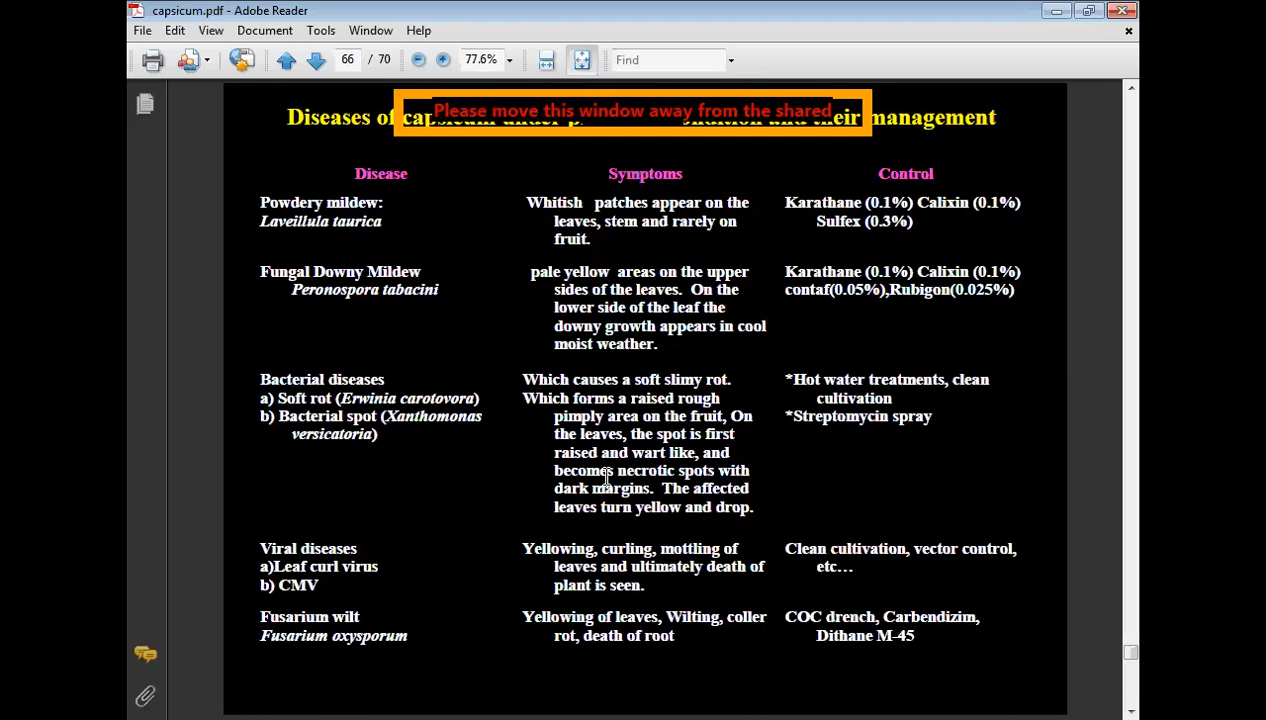 capsicum.pdf - Adobe Reader
File Edit View Document Tools Window Help
66 / 70 77.6% Find
Please move this window away from the shared
Diseases of capsicum under p ndition and their management
Disease Symptoms Control
Powdery mildew: Whitish patches appear on the Karathane (0.1%) Calixin (0.1%)
Laveillula taurica leaves, stem and rarely on Sulfex (0.3%)
fruit.
Fungal Downy Mildew pale yellow areas on the upper Karathane (0.1%) Calixin (0.1%)
Peronospora tabacini sides of the leaves. On the contaf(0.05%),Rubigon(0.025%)
lower side of the leaf the
downy growth appears in cool
moist weather.
Bacterial diseases Which causes a soft slimy rot. *Hot water treatments, clean
a) Soft rot (Erwinia carotovora) Which forms a raised rough cultivation
b) Bacterial spot (Xanthomonas pimply area on the fruit, On *Streptomycin spray
versicatoria) the leaves, the spot is first
raised and wart like, and
becomes necrotic spots with
dark margins. The affected
leaves turn yellow and drop.
Viral diseases Yellowing, curling, mottling of Clean cultivation, vector control,
a)Leaf curl virus leaves and ultimately death of etc…
b) CMV plant is seen.
Fusarium wilt Yellowing of leaves, Wilting, coller COC drench, Carbendizim,
Fusarium oxysporum rot, death of root Dithane M-45